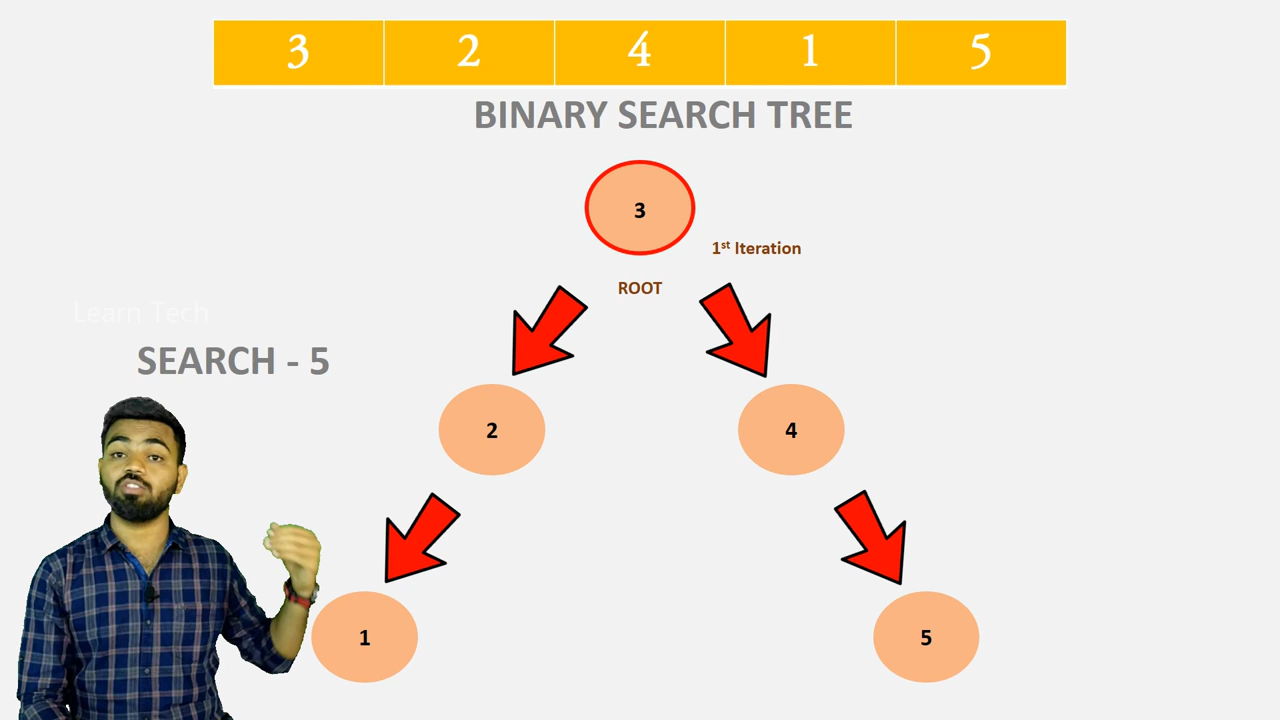 3 2 4 1 5
BINARY SEARCH TREE
3
1st Iteration
ROOT
Learn Tech
SEARCH - 5
2 4
1 5